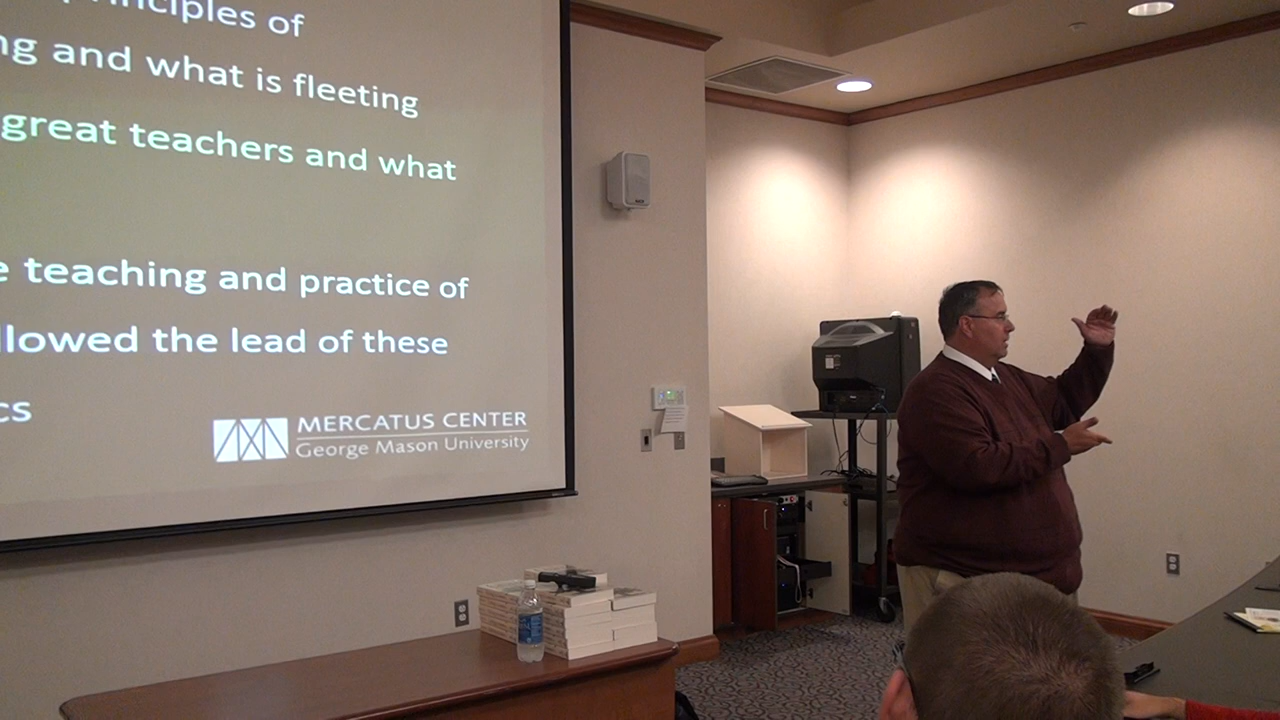 principles of
ng and what is fleeting
great teachers and what
e teaching and practice of
llowed the lead of these
cs
MERCATUS CENTER
George Mason University